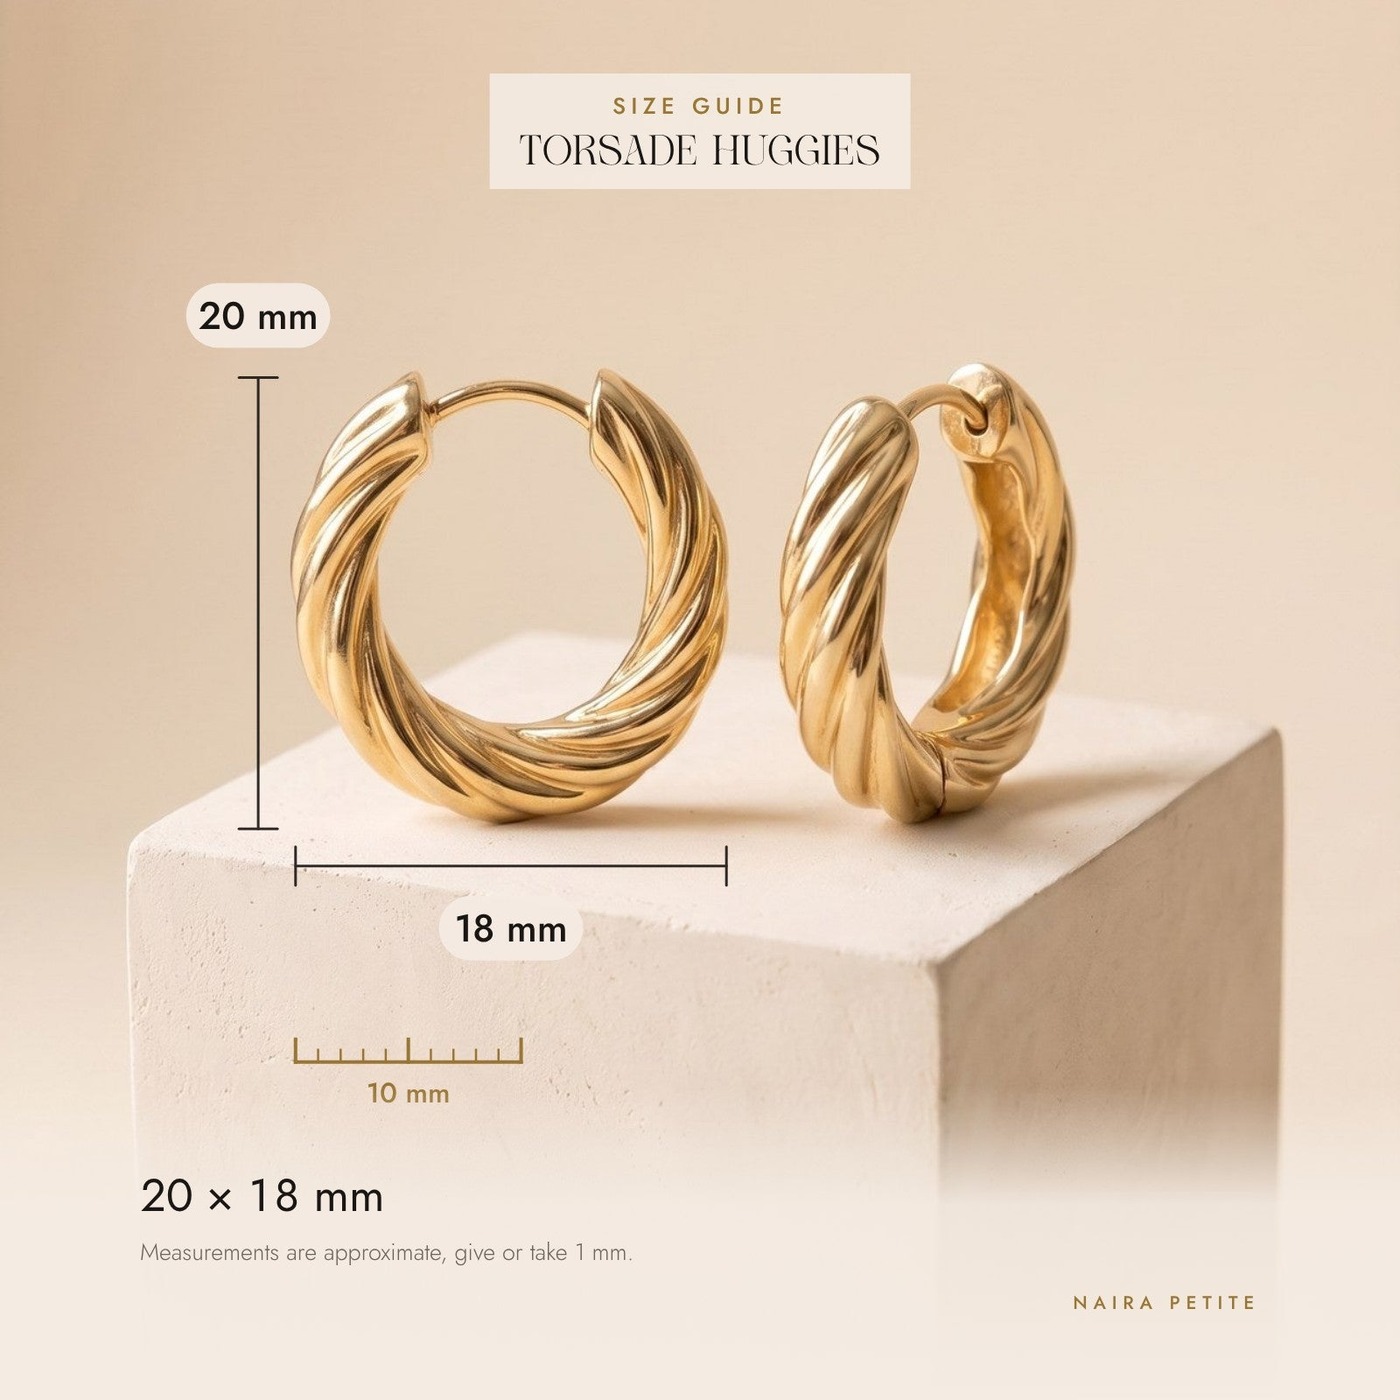 SIZE GUIDE
TORSADE HUGGIES
20 mm
18 mm
10 mm
20 × 18 mm
Measurements are approximate, give or take 1 mm.
NAIRA PETITE